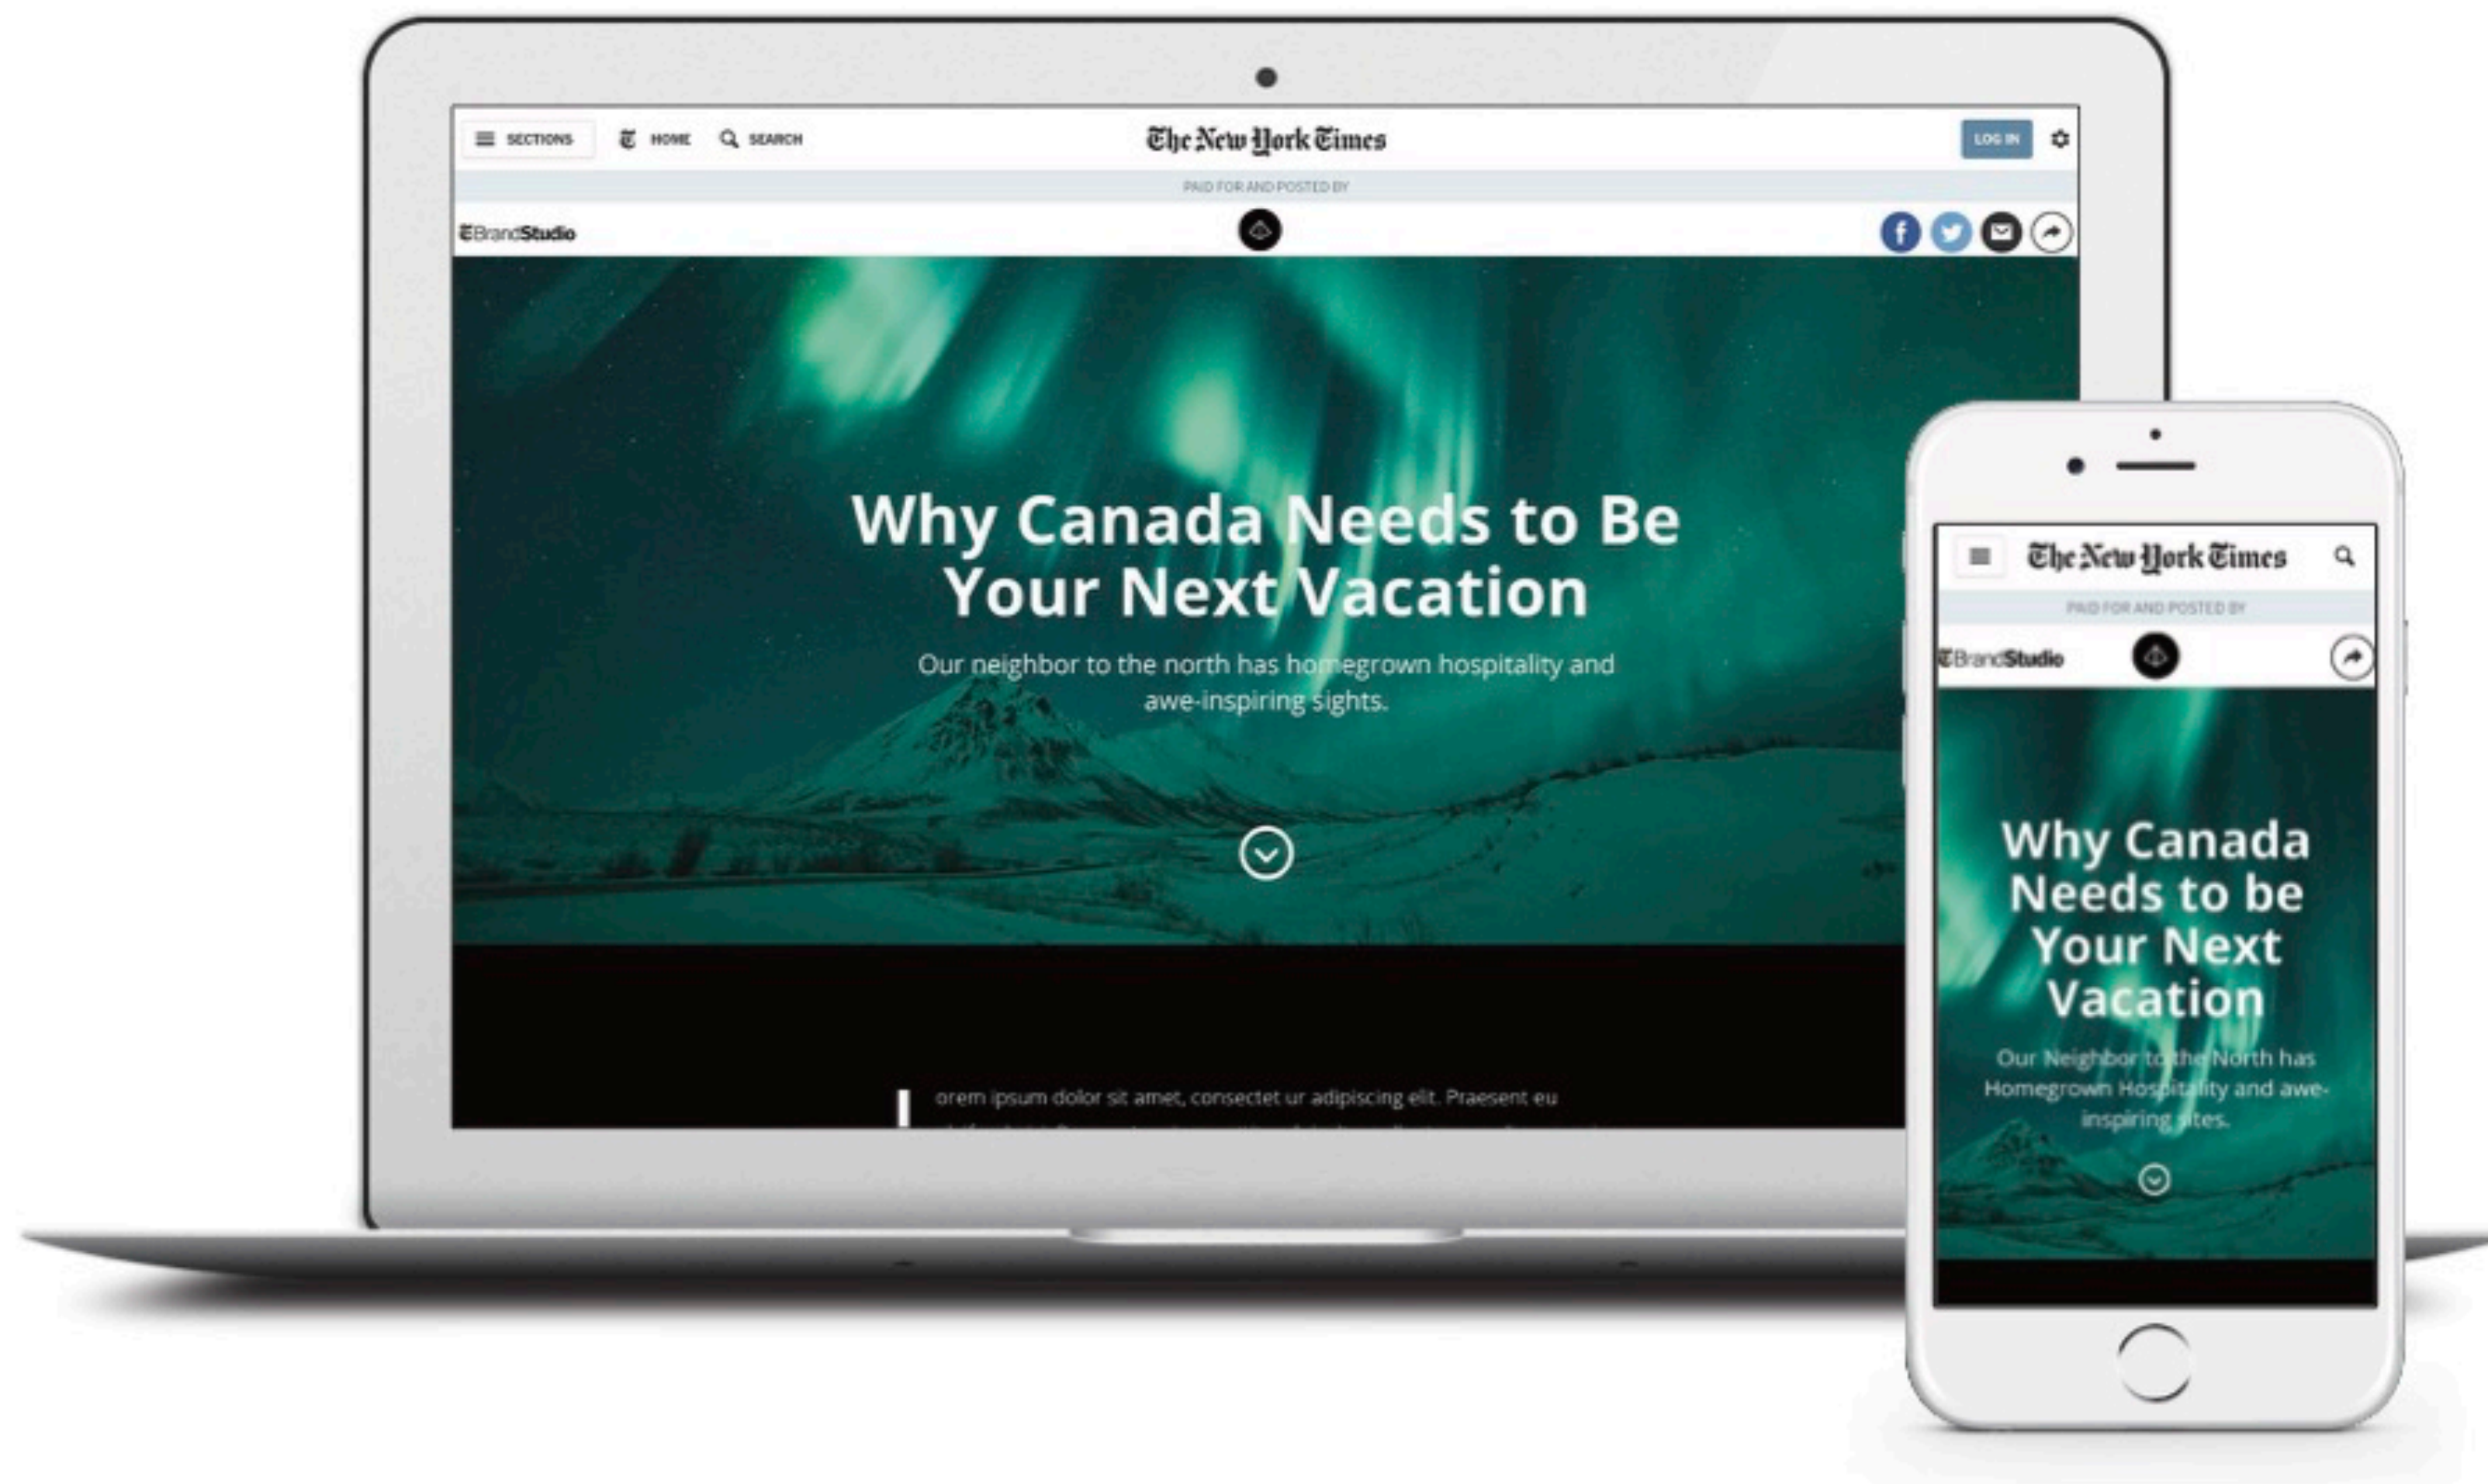 SECTIONS HOME SEARCH The New York Times LOG IN
PAID FOR AND POSTED BY
TBrandStudio
Why Canada Needs to Be
Your Next Vacation
Our neighbor to the north has homegrown hospitality and
awe-inspiring sights.
Lorem ipsum dolor sit amet, consectet ur adipiscing elit. Praesent eu
The New York Times
PAID FOR AND POSTED BY
TBrandStudio
Why Canada
Needs to be
Your Next
Vacation
Our Neighbor to the North has
Homegrown Hospitality and awe-
inspiring sites.